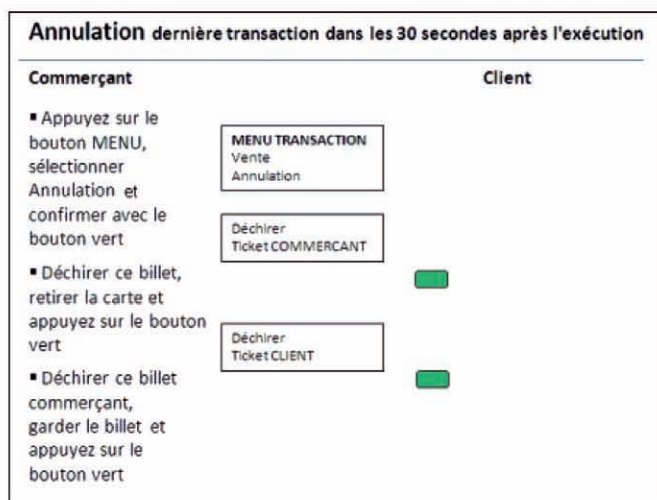 Annulation dernière transaction dans les 30 secondes après l'exécution
Commerçant
Client
▪ Appuyez sur le
bouton MENU,
sélectionner
Annulation et
confirmer avec le
bouton vert
MENU TRANSACTION
Vente
Annulation
Déchirer
Ticket COMMERCANT
▪ Déchirer ce billet,
retirer la carte et
appuyez sur le bouton
vert
Déchirer
Ticket CLIENT
▪ Déchirer ce billet
commerçant,
garder le billet et
appuyez sur le
bouton vert